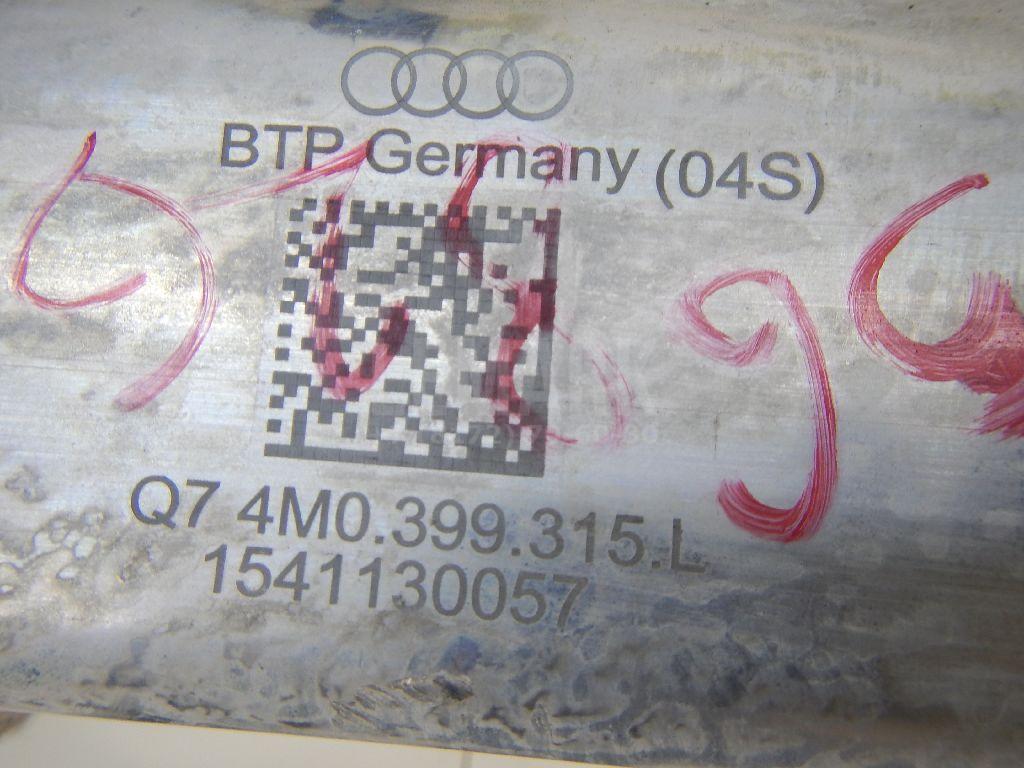 BTP Germany (04S)
Q7 4M0.399.315.L
1541130057